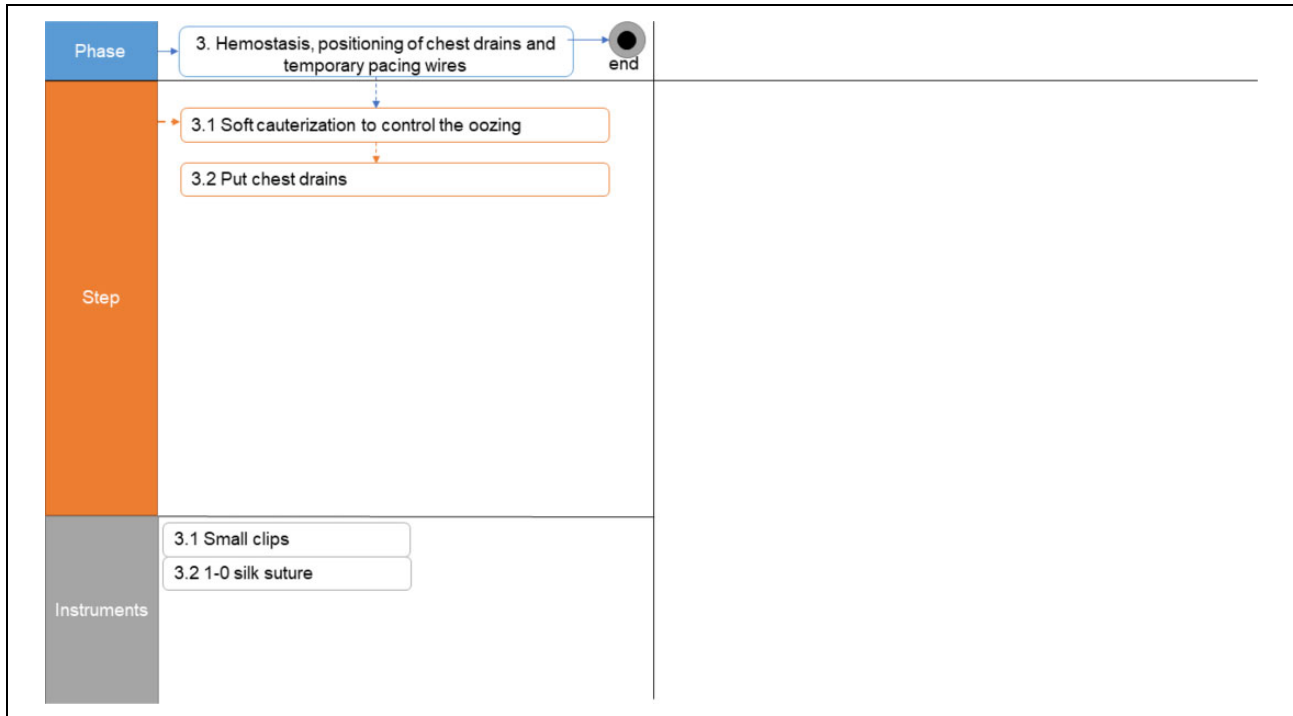 Phase
3. Hemostasis, positioning of chest drains and
temporary pacing wires
end
Step
3.1 Soft cauterization to control the oozing
3.2 Put chest drains
Instruments
3.1 Small clips
3.2 1-0 silk suture